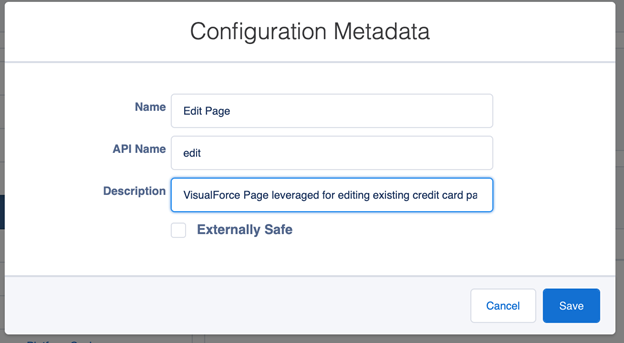 Configuration Metadata
Name
Edit Page
API Name
edit
Description
VisualForce Page leveraged for editing existing credit card pa
Externally Safe
Cancel
Save